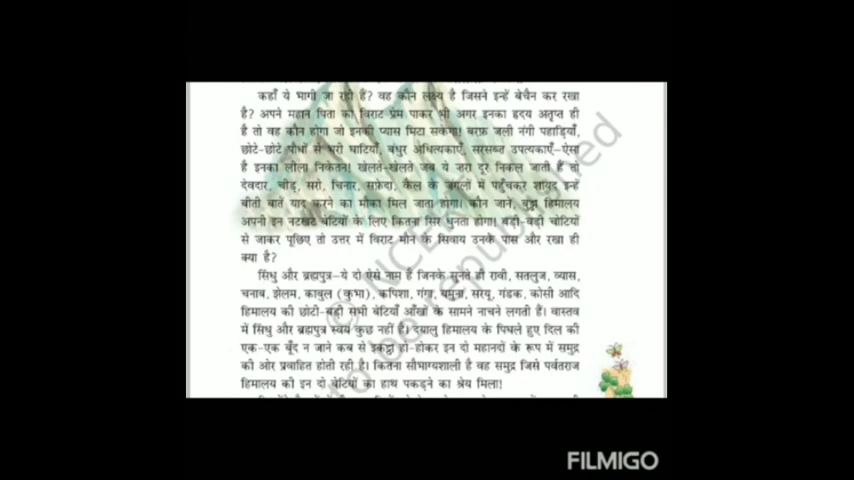 कहाँ ये भागी जा रही हैं? वह कौन लक्ष्य है जिसने इन्हें बेचैन कर रखा
है? अपने महान पिता का विराट प्रेम पाकर भी अगर इनका हृदय अतृप्त ही
है तो वह कौन होगा जो इनकी प्यास मिटा सकेगा! बरफ़ जली नंगी पहाड़ियाँ,
छोटे-छोटे पौधों से भरी घाटियाँ, बंधुर अधित्यकाएँ, सरसब्ज़ उपत्यकाएँ-ऐसा
है इनका लीला निकेतन! खेलते-खेलते जब ये ज़रा दूर निकल जाती हैं तो
देवदार, चीड़, सरो, चिनार, सफ़ेदा, कैल के जंगलों में पहुँचकर शायद इन्हें
बीती बातें याद करने का मौका मिल जाता होगा। कौन जाने, बुड्ढा हिमालय
अपनी इन नटखट बेटियों के लिए कितना सिर धुनता होगा! बड़ी-बड़ी चोटियों
से जाकर पूछिए तो उत्तर में विराट मौन के सिवाय उनके पास और रखा ही
क्या है?
सिंधु और ब्रह्मपुत्र-ये दो ऐसे नाम हैं जिनके सुनते ही रावी, सतलुज, व्यास,
चनाब, झेलम, काबुल (कुभा), कपिशा, गंगा, यमुना, सरयू, गंडक, कोसी आदि
हिमालय की छोटी-बड़ी सभी बेटियाँ आँखों के सामने नाचने लगती हैं। वास्तव
में सिंधु और ब्रह्मपुत्र स्वयं कुछ नहीं हैं। दयालु हिमालय के पिघले हुए दिल की
एक-एक बूँद न जाने कब से इकट्ठा हो-होकर इन दो महानदों के रूप में समुद्र
की ओर प्रवाहित होती रही है। कितना सौभाग्यशाली है वह समुद्र जिसे पर्वतराज
हिमालय की इन दो बेटियों का हाथ पकड़ने का श्रेय मिला!
© NCERT
to be republished
FILMIGO